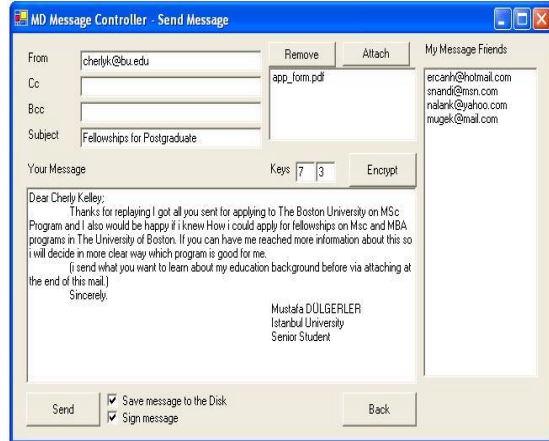 MD Message Controller - Send Message
From
cherlyk@bu.edu
Cc
Bcc
Subject
Fellowships for Postgraduate
Remove
Attach
app_form.pdf
My Message Friends
ercanh@hotmail.com
snandi@msn.com
nalank@yahoo.com
mugek@mail.com
Your Message
Keys
7
3
Encrypt
Dear Cherly Kelley;
Thanks for replaying I got all you sent for applying to The Boston University on MSc
Program and I also would be happy if i knew How i could apply for fellowships on Msc and MBA
programs in The University of Boston. If you can have me reached more information about this so
i will decide in more clear way which program is good for me.
(i send what you want to learn about my education background before via attaching at
the end of this mail.)
Sincerely.
Mustafa DÜLGERLER
Istanbul University
Senior Student
Send
Save message to the Disk
Sign message
Back